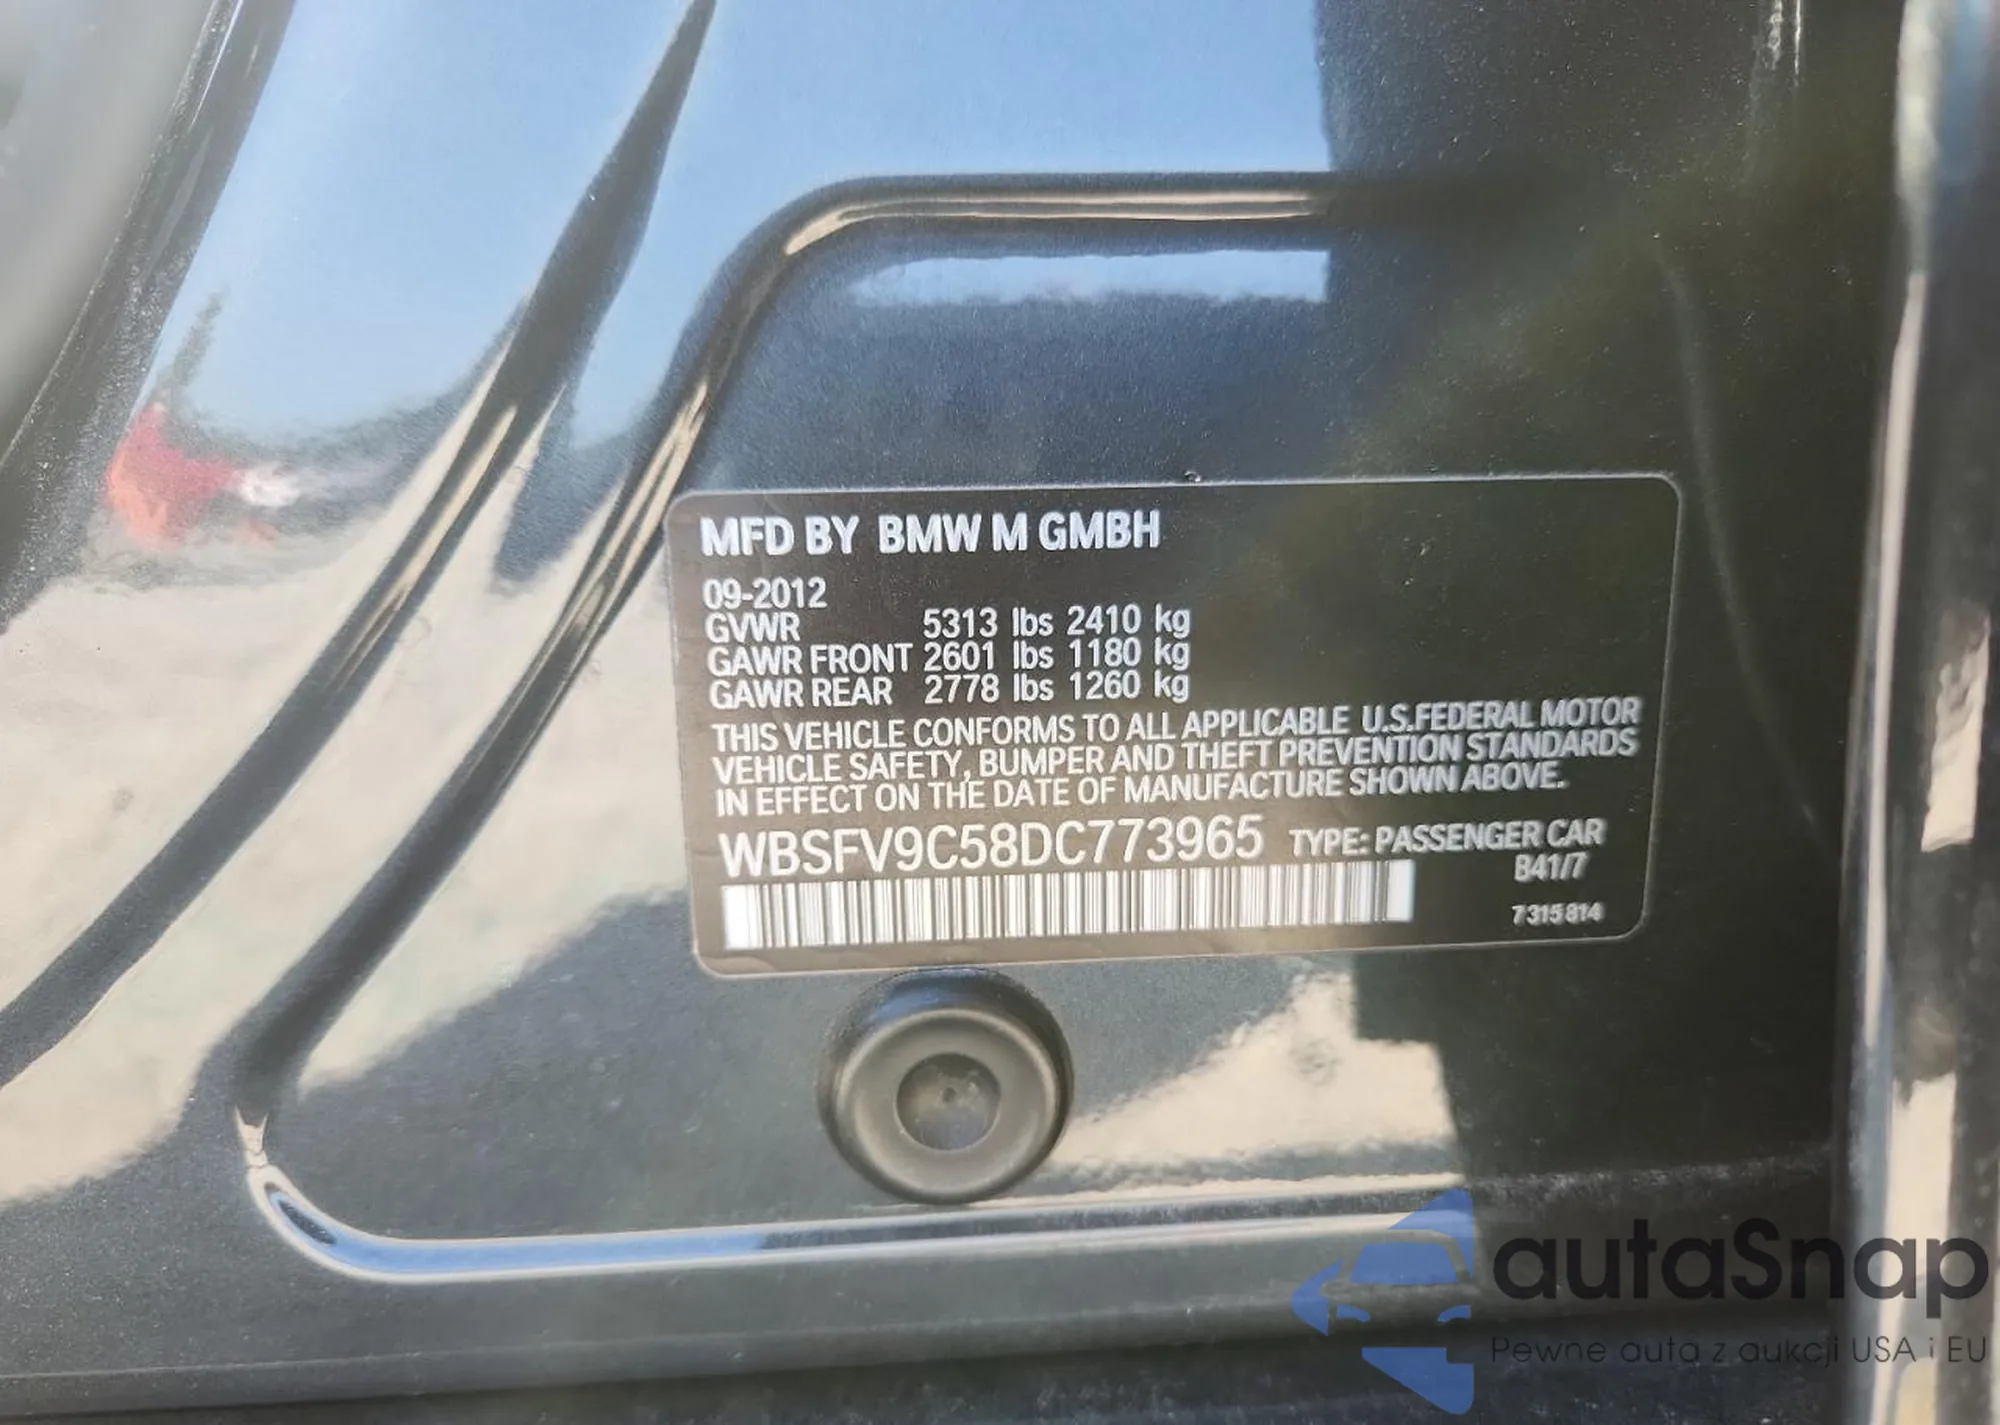 MFD BY BMW M GMBH
09-2012
GVWR 5313 lbs 2410 kg
GAWR FRONT 2601 lbs 1180 kg
GAWR REAR 2778 lbs 1260 kg
THIS VEHICLE CONFORMS TO ALL APPLICABLE U.S.FEDERAL MOTOR
VEHICLE SAFETY, BUMPER AND THEFT PREVENTION STANDARDS
IN EFFECT ON THE DATE OF MANUFACTURE SHOWN ABOVE.
WBSFV9C58DC773965 TYPE: PASSENGER CAR
B41/7
7315814
autaSnap
Pewne auta z aukcji USA i EU